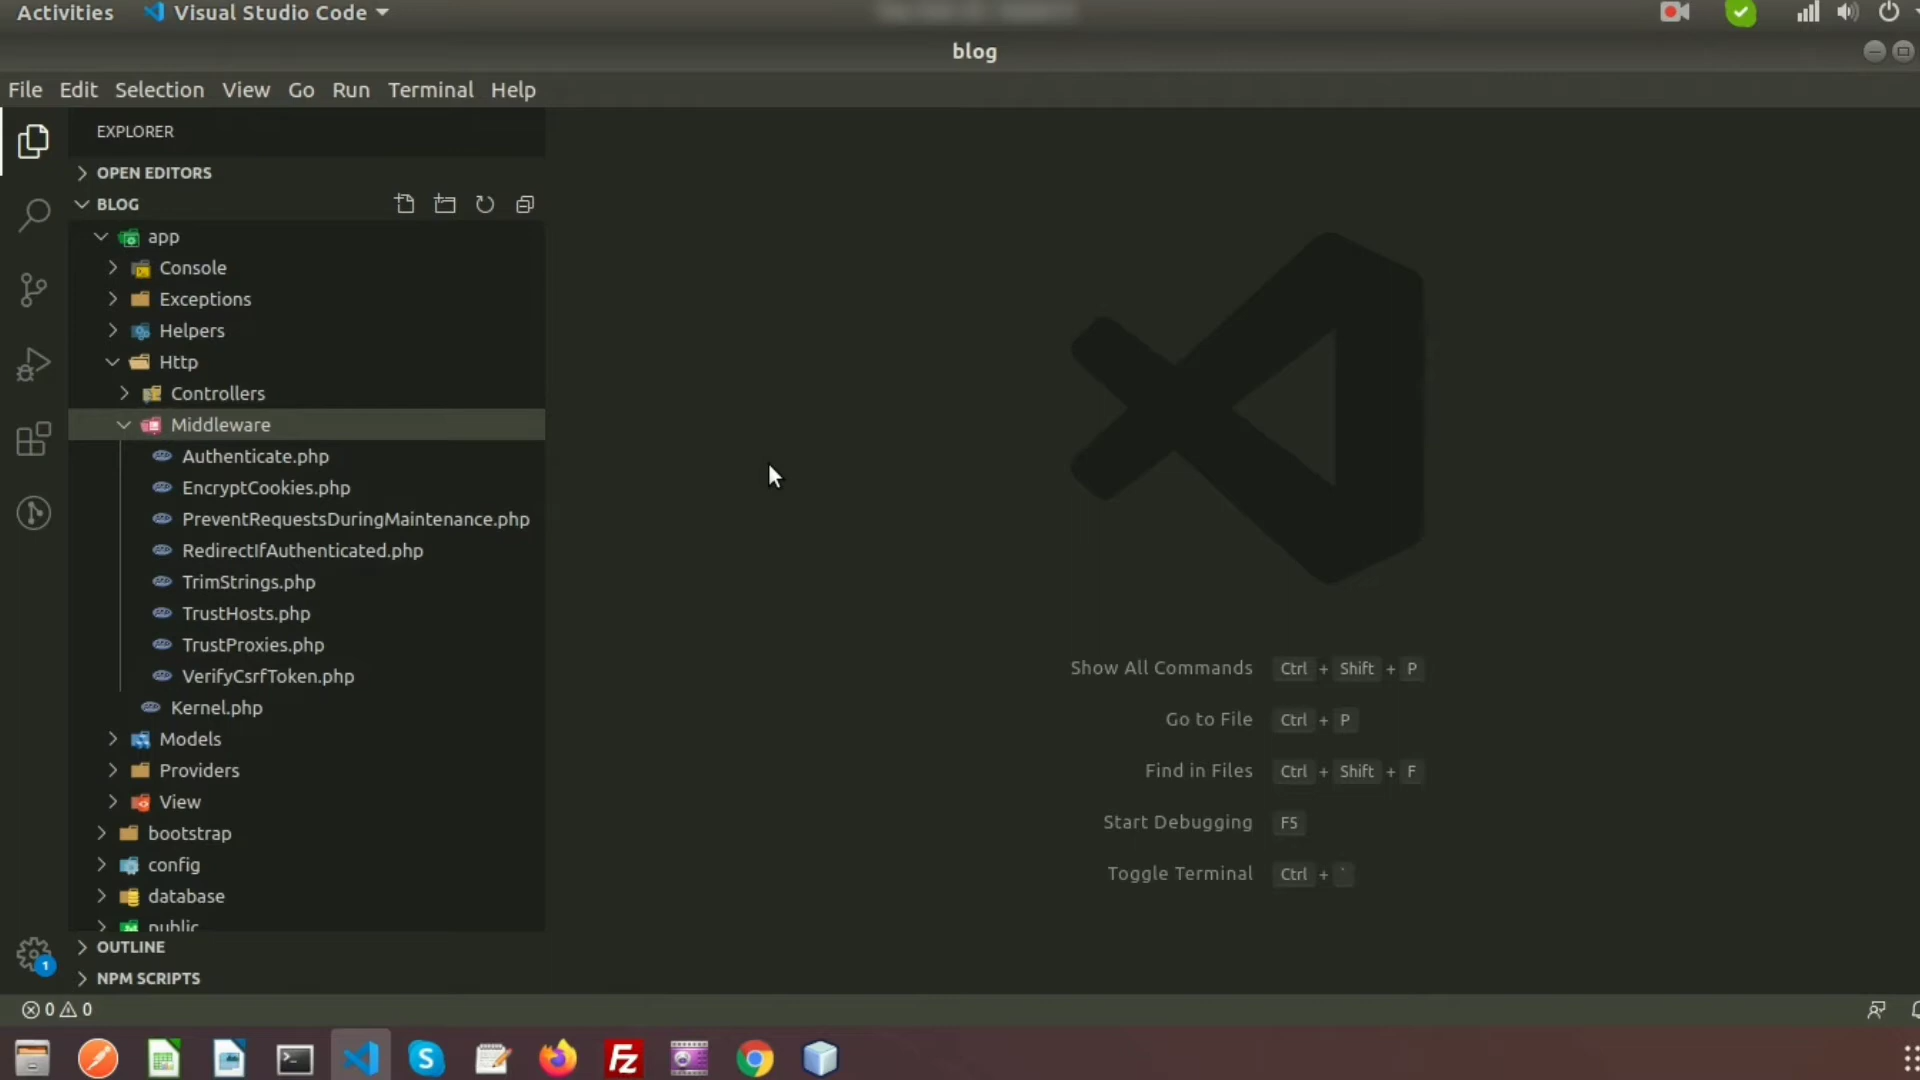 Activities Visual Studio Code
blog
File Edit Selection View Go Run Terminal Help
EXPLORER
OPEN EDITORS
BLOG
app
Console
Exceptions
Helpers
Http
Controllers
Middleware
Authenticate.php
EncryptCookies.php
PreventRequestsDuringMaintenance.php
RedirectIfAuthenticated.php
TrimStrings.php
TrustHosts.php
TrustProxies.php
VerifyCsrfToken.php
Kernel.php
Models
Providers
View
bootstrap
config
database
public
OUTLINE
NPM SCRIPTS
Show All Commands Ctrl + Shift + P
Go to File Ctrl + P
Find in Files Ctrl + Shift + F
Start Debugging F5
Toggle Terminal Ctrl + `
1
0 0
S
FZ